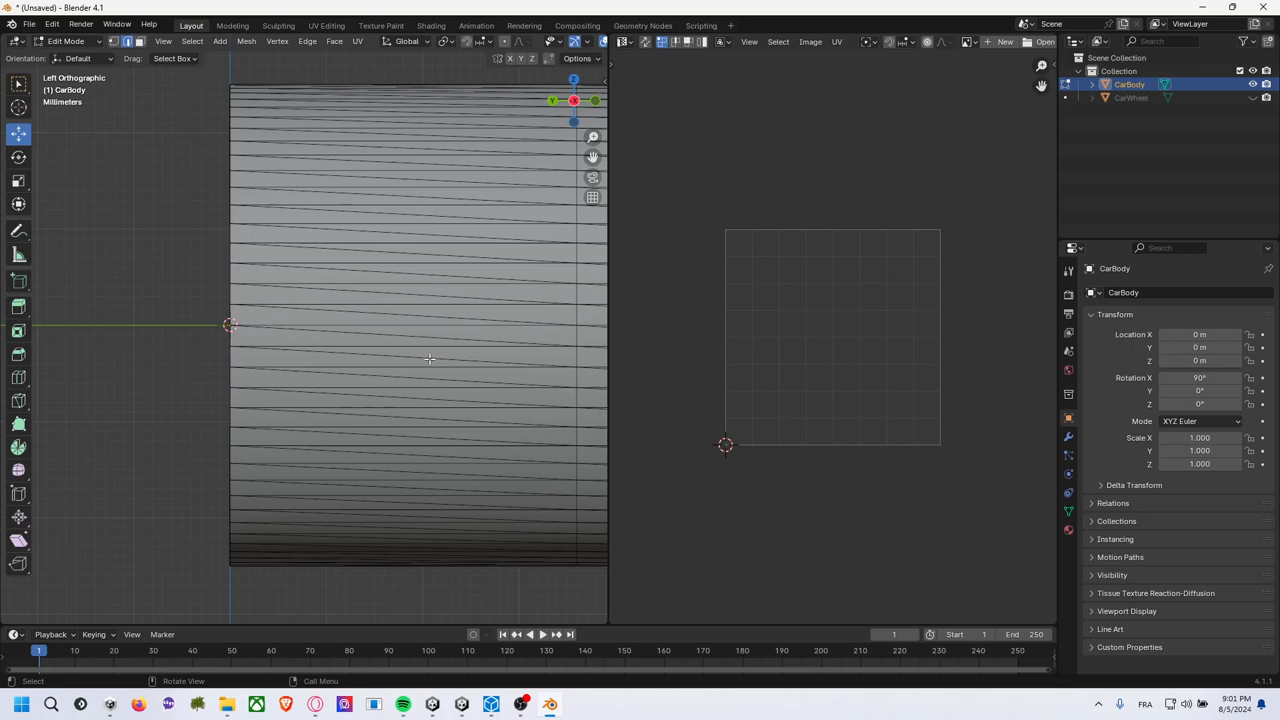 * (Unsaved) - Blender 4.1
File Edit Render Window Help
Layout Modeling Sculpting UV Editing Texture Paint Shading Animation Rendering Compositing Geometry Nodes Scripting
Scene ViewLayer
Edit Mode View Select Add Mesh Vertex Edge Face UV Global
View Select Image UV New Open
Search
Orientation: Default Drag: Select Box X Y Z Options
Scene Collection
Collection
CarBody
CarWheel
Left Orthographic
(1) CarBody
Millimeters
Z
Y
X
Search
CarBody
CarBody
Transform
Location X 0 m
Y 0 m
Z 0 m
Rotation X 90°
Y 0°
Z 0°
Mode XYZ Euler
Scale X 1.000
Y 1.000
Z 1.000
Delta Transform
Relations
Collections
Instancing
Motion Paths
Visibility
Tissue Texture Reaction-Diffusion
Viewport Display
Line Art
Custom Properties
Playback Keying View Marker 1 Start 1 End 250
1 10 20 30 40 50 60 70 80 90 100 110 120 130 140 150 160 170 180 190 200 210 220 230 240 250
Select Rotate View Call Menu 4.1.1
FRA 9:01 PM
8/5/2024